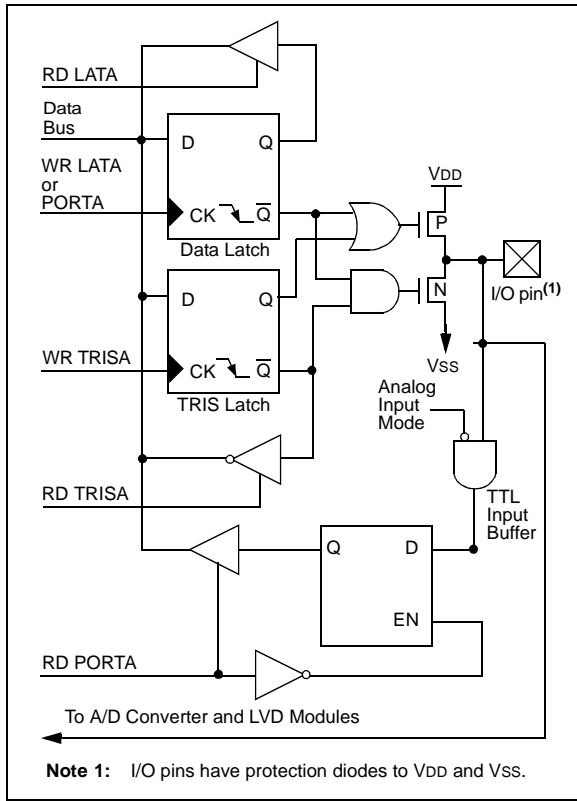 RD LATA
Data
Bus
D Q
WR LATA
or
PORTA
CK Q
Data Latch
VDD
P
I/O pin(1)
N
VSS
D Q
WR TRISA
CK Q
TRIS Latch
Analog
Input
Mode
TTL
Input
Buffer
RD TRISA
Q D
EN
RD PORTA
To A/D Converter and LVD Modules
Note 1: I/O pins have protection diodes to VDD and VSS.